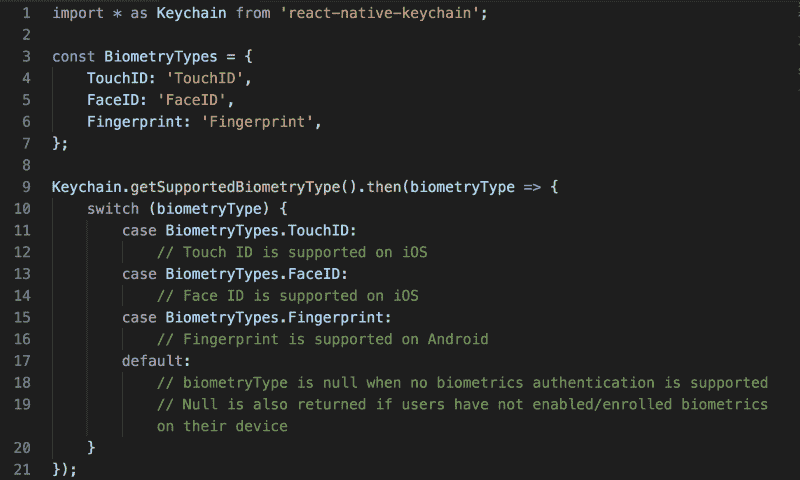 1 import * as Keychain from 'react-native-keychain';
2
3 const BiometryTypes = {
4     TouchID: 'TouchID',
5     FaceID: 'FaceID',
6     Fingerprint: 'Fingerprint',
7 };
8
9 Keychain.getSupportedBiometryType().then(biometryType => {
10     switch (biometryType) {
11         case BiometryTypes.TouchID:
12             // Touch ID is supported on iOS
13         case BiometryTypes.FaceID:
14             // Face ID is supported on iOS
15         case BiometryTypes.Fingerprint:
16             // Fingerprint is supported on Android
17         default:
18             // biometryType is null when no biometrics authentication is supported
19             // Null is also returned if users have not enabled/enrolled biometrics
            on their device
20     }
21 });